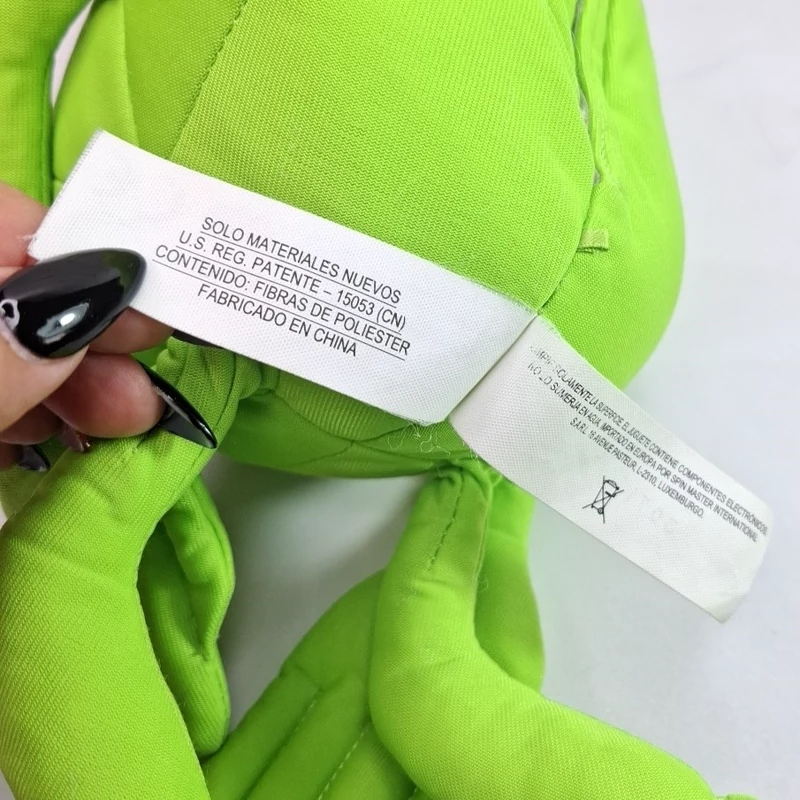 SOLO MATERIALES NUEVOS
U.S. REG. PATENTE – 15053 (CN)
CONTENIDO: FIBRAS DE POLIESTER
FABRICADO EN CHINA
SOLAMENTE LA SUPERFICIE. EL JUGUETE CONTIENE COMPONENTES ELECTRÓNICOS.
NO LO SUMERJA EN AGUA. IMPORTADO EN EUROPA POR SPIN MASTER INTERNATIONAL
S.A.R.L. 16 AVENUE PASTEUR, L-2310, LUXEMBURGO.